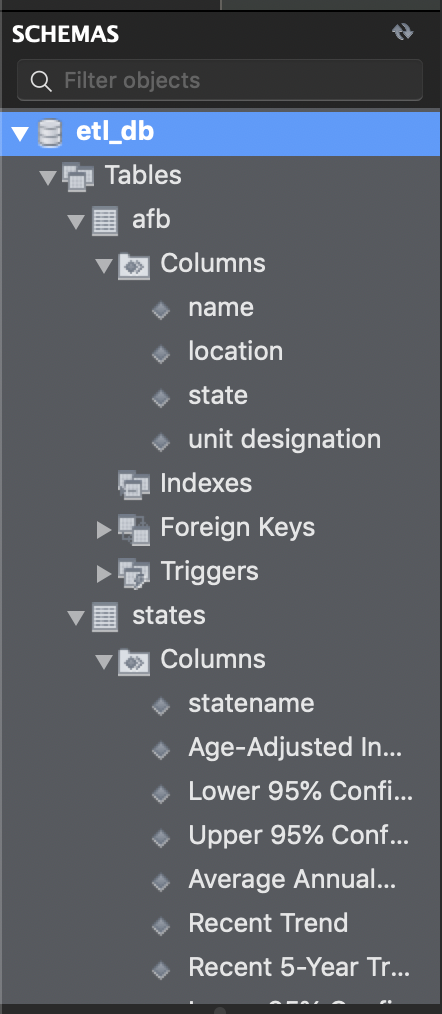 SCHEMAS
Filter objects
etl_db
Tables
afb
Columns
name
location
state
unit designation
Indexes
Foreign Keys
Triggers
states
Columns
statename
Age-Adjusted In...
Lower 95% Confi...
Upper 95% Conf...
Average Annual...
Recent Trend
Recent 5-Year Tr...